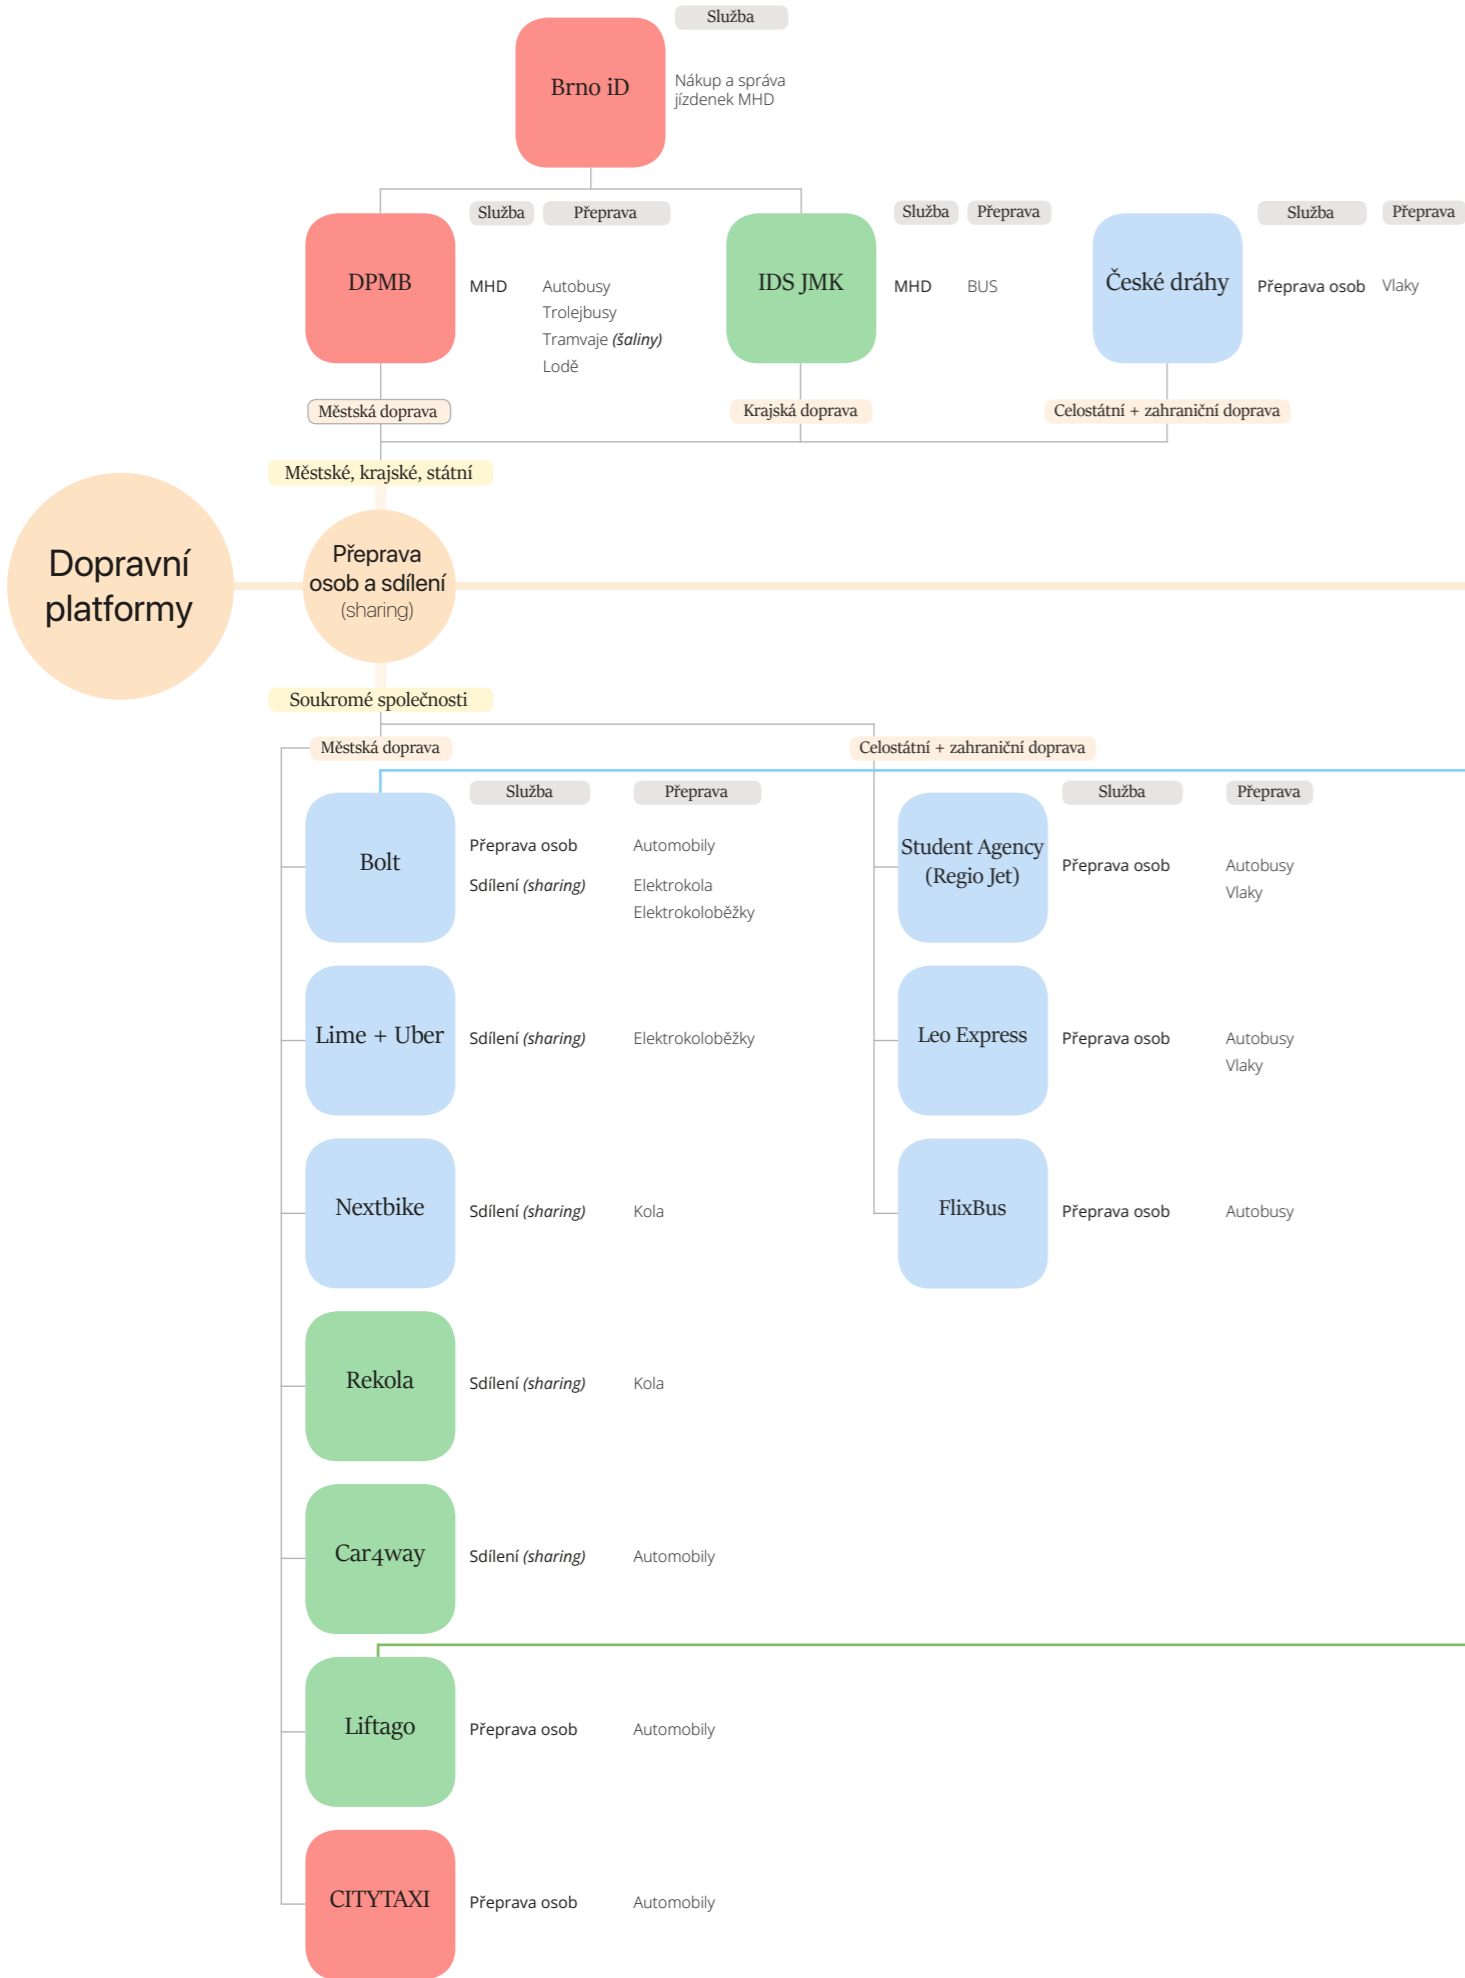 Služba
Brno iD
Nákup a správa
jízdenek MHD
Služba
Přeprava
Služba
Přeprava
Služba
Přeprava
DPMB
MHD
Autobusy
Trolejbusy
Tramvaje (šaliny)
Lodě
IDS JMK
MHD
BUS
České dráhy
Přeprava osob
Vlaky
Městská doprava
Krajská doprava
Celostátní + zahraniční doprava
Městské, krajské, státní
Dopravní
platformy
Přeprava
osob a sdílení
(sharing)
Soukromé společnosti
Městská doprava
Celostátní + zahraniční doprava
Služba
Přeprava
Služba
Přeprava
Bolt
Přeprava osob
Automobily
Sdílení (sharing)
Elektrokola
Elektrokoloběžky
Student Agency
(Regio Jet)
Přeprava osob
Autobusy
Vlaky
Lime + Uber
Sdílení (sharing)
Elektrokoloběžky
Leo Express
Přeprava osob
Autobusy
Vlaky
Nextbike
Sdílení (sharing)
Kola
FlixBus
Přeprava osob
Autobusy
Rekola
Sdílení (sharing)
Kola
Car4way
Sdílení (sharing)
Automobily
Liftago
Přeprava osob
Automobily
CITYTAXI
Přeprava osob
Automobily